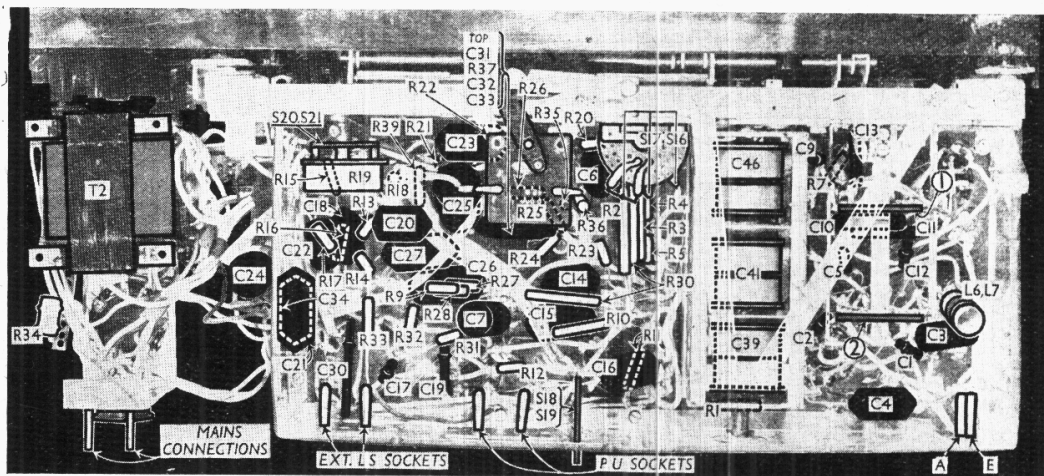 TOP
C31
R37
C32
C33
R22
R26
R35
R20
S20,S21
R39
R21
C23
S17
S16
C13
C9
C46
R7
1
T2
R15
R19
R18
C6
C18
R13
C25
R25
R2
R4
R16
C20
R36
R3
C10
C11
C22
C27
R24
R23
R5
C5
C12
C24
R17
R14
C26
C14
C41
C34
R9
R27
R30
L6,L7
R28
C7
C15
R10
R1
R34
R33
R32
R31
C39
C2
2
C3
C21
C30
C17
C19
R12
C16
C1
S18
S19
R1
C4
MAINS
CONNECTIONS
EXT. LS SOCKETS
P U SOCKETS
A
E